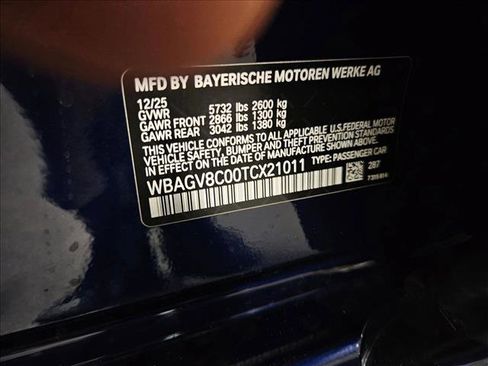 MFD BY BAYERISCHE MOTOREN WERKE AG
12/25
GVWR 5732 lbs 2600 kg
GAWR FRONT 2866 lbs 1300 kg
GAWR REAR 3042 lbs 1380 kg
THIS VEHICLE CONFORMS TO ALL APPLICABLE U.S.FEDERAL MOTOR
VEHICLE SAFETY, BUMPER, AND THEFT PREVENTION STANDARDS
IN EFFECT ON THE DATE OF MANUFACTURE SHOWN ABOVE.
WBAGV8C00TCX21011 TYPE: PASSENGER CAR
287